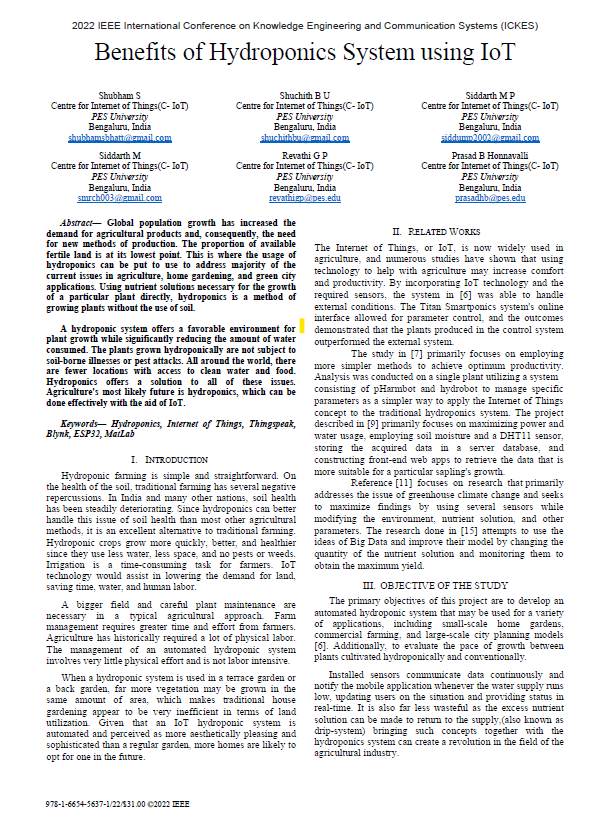 2022 IEEE International Conference on Knowledge Engineering and Communication Systems (ICKES)
Benefits of Hydroponics System using IoT
Shubham S
Centre for Internet of Things(C- IoT)
PES University
Bengaluru, India
shubhamsbhatt@gmail.com
Shuchith B U
Centre for Internet of Things(C- IoT)
PES University
Bengaluru, India
shuchithbu@gmail.com
Siddarth M P
Centre for Internet of Things(C- IoT)
PES University
Bengaluru, India
siddump2002@gmail.com
Siddarth M
Centre for Internet of Things(C- IoT)
PES University
Bengaluru, India
smrch003@gmail.com
Revathi G P
Centre for Internet of Things(C- IoT)
PES University
Bengaluru, India
revathigp@pes.edu
Prasad B Honnavalli
Centre for Internet of Things(C- IoT)
PES University
Bengaluru, India
prasadhb@pes.edu
Abstract— Global population growth has increased the
demand for agricultural products and, consequently, the need
for new methods of production. The proportion of available
fertile land is at its lowest point. This is where the usage of
hydroponics can be put to use to address majority of the
current issues in agriculture, home gardening, and green city
applications. Using nutrient solutions necessary for the growth
of a particular plant directly, hydroponics is a method of
growing plants without the use of soil.
A hydroponic system offers a favorable environment for
plant growth while significantly reducing the amount of water
consumed. The plants grown hydroponically are not subject to
soil-borne illnesses or pest attacks. All around the world, there
are fewer locations with access to clean water and food.
Hydroponics offers a solution to all of these issues.
Agriculture's most likely future is hydroponics, which can be
done effectively with the aid of IoT.
Keywords— Hydroponics, Internet of Things, Thingspeak,
Blynk, ESP32, MatLab
I. INTRODUCTION
Hydroponic farming is simple and straightforward. On
the health of the soil, traditional farming has several negative
repercussions. In India and many other nations, soil health
has been steadily deteriorating. Since hydroponics can better
handle this issue of soil health than most other agricultural
methods, it is an excellent alternative to traditional farming.
Hydroponic crops grow more quickly, better, and healthier
since they use less water, less space, and no pests or weeds.
Irrigation is a time-consuming task for farmers. IoT
technology would assist in lowering the demand for land,
saving time, water, and human labor.
A bigger field and careful plant maintenance are
necessary in a typical agricultural approach. Farm
management requires greater time and effort from farmers.
Agriculture has historically required a lot of physical labor.
The management of an automated hydroponic system
involves very little physical effort and is not labor intensive.
When a hydroponic system is used in a terrace garden or
a back garden, far more vegetation may be grown in the
same amount of area, which makes traditional house
gardening appear to be very inefficient in terms of land
utilization. Given that an IoT hydroponic system is
automated and perceived as more aesthetically pleasing and
sophisticated than a regular garden, more homes are likely to
opt for one in the future.
II. RELATED WORKS
The Internet of Things, or IoT, is now widely used in
agriculture, and numerous studies have shown that using
technology to help with agriculture may increase comfort
and productivity. By incorporating IoT technology and the
required sensors, the system in [6] was able to handle
external conditions. The Titan Smartponics system's online
interface allowed for parameter control, and the outcomes
demonstrated that the plants produced in the control system
outperformed the external system.
The study in [7] primarily focuses on employing
more simpler methods to achieve optimum productivity.
Analysis was conducted on a single plant utilizing a system
consisting of pHarmbot and hydrobot to manage specific
parameters as a simpler way to apply the Internet of Things
concept to the traditional hydroponics system. The project
described in [9] primarily focuses on maximizing power and
water usage, employing soil moisture and a DHT11 sensor,
storing the acquired data in a server database, and
constructing front-end web apps to retrieve the data that is
more suitable for a particular sapling's growth.
Reference [11] focuses on research that primarily
addresses the issue of greenhouse climate change and seeks
to maximize findings by using several sensors while
modifying the environment, nutrient solution, and other
parameters. The research done in [15] attempts to use the
ideas of Big Data and improve their model by changing the
quantity of the nutrient solution and monitoring them to
obtain the maximum yield.
III. OBJECTIVE OF THE STUDY
The primary objectives of this project are to develop an
automated hydroponic system that may be used for a variety
of applications, including small-scale home gardens,
commercial farming, and large-scale city planning models
[6]. Additionally, to evaluate the pace of growth between
plants cultivated hydroponically and conventionally.
Installed sensors communicate data continuously and
notify the mobile application whenever the water supply runs
low, updating users on the situation and providing status in
real-time. It is also far less wasteful as the excess nutrient
solution can be made to return to the supply,(also known as
drip-system) bringing such concepts together with the
hydroponics system can create a revolution in the field of the
agricultural industry.
978-1-6654-5637-1/22/$31.00 ©2022 IEEE